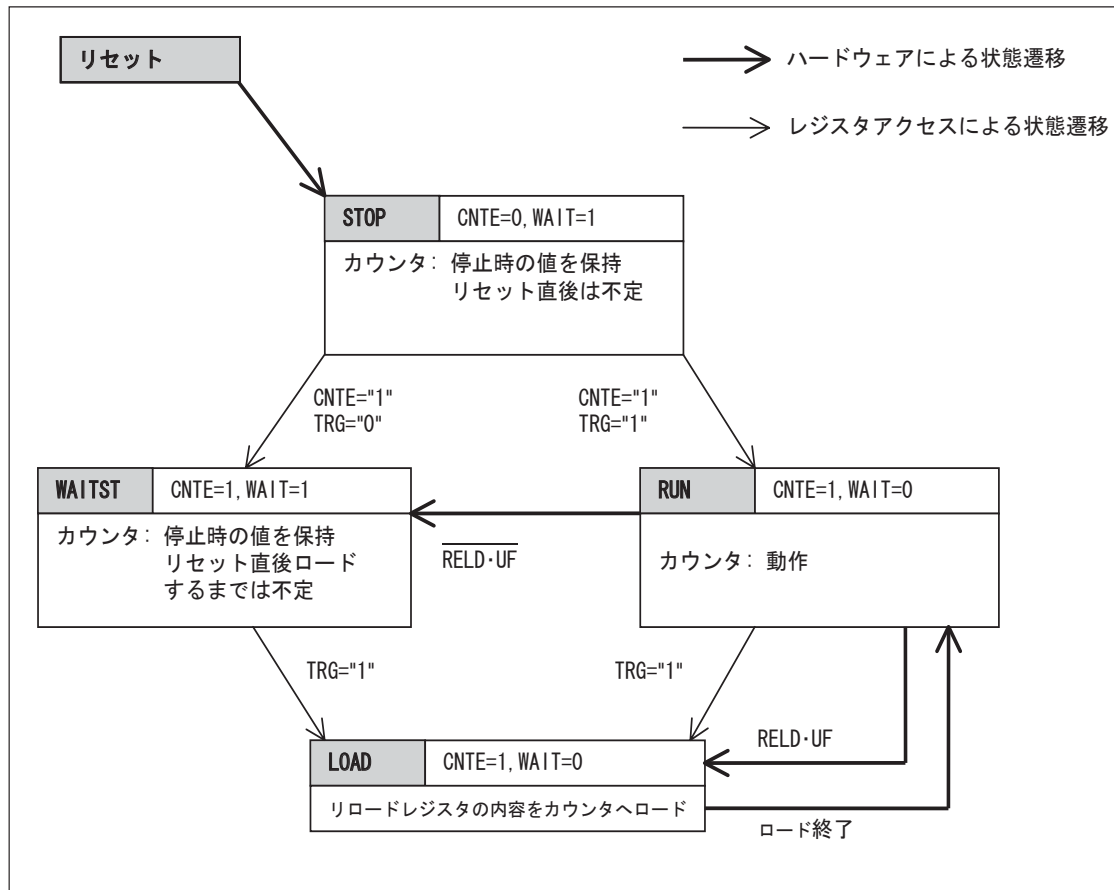 リセット
ハードウェアによる状態遷移
レジスタアクセスによる状態遷移
STOP
CNTE=0,WAIT=1
カウンタ: 停止時の値を保持
リセット直後は不定
CNTE="1"
TRG="0"
CNTE="1"
TRG="1"
WAITST
CNTE=1,WAIT=1
カウンタ: 停止時の値を保持
リセット直後ロード
するまでは不定
RELD·UF
RUN
CNTE=1,WAIT=0
カウンタ: 動作
TRG="1"
TRG="1"
RELD·UF
LOAD
CNTE=1,WAIT=0
リロードレジスタの内容をカウンタへロード
ロード終了